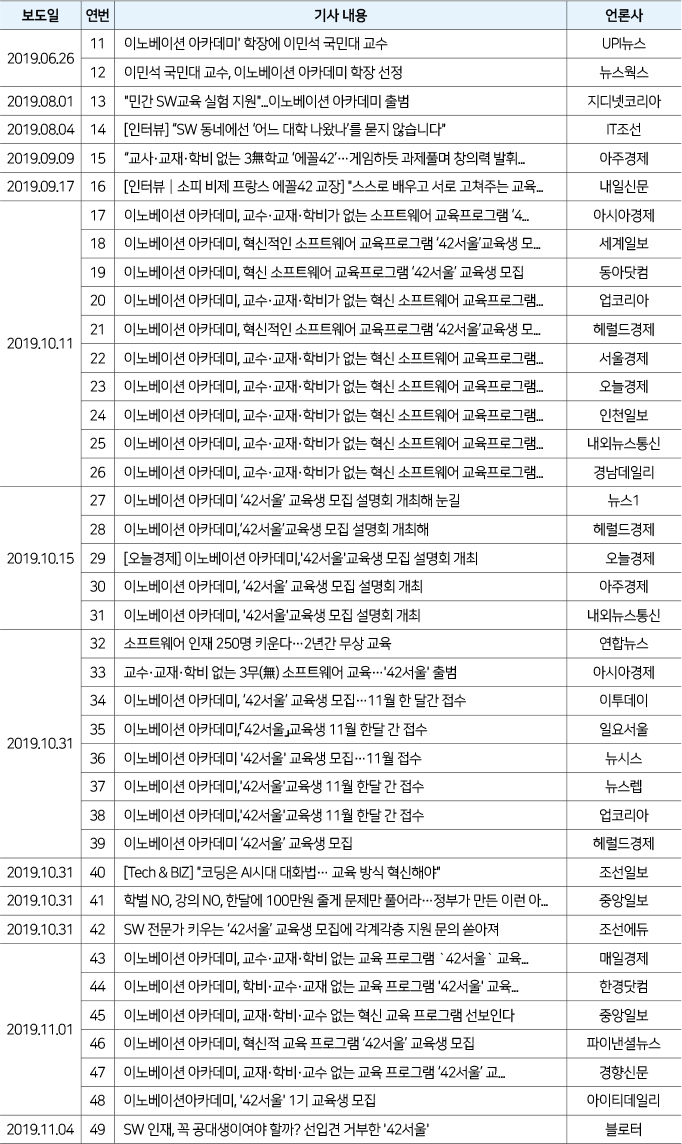 보도일 연번 기사 내용 언론사
2019.06.26 11 이노베이션 아카데미' 학장에 이민석 국민대 교수 UPI뉴스
12 이민석 국민대 교수, 이노베이션 아카데미 학장 선정 뉴스웍스
2019.08.01 13 "민간 SW교육 실험 지원"...이노베이션 아카데미 출범 지디넷코리아
2019.08.04 14 [인터뷰] “SW 동네에선 ‘어느 대학 나왔나’를 묻지 않습니다" IT조선
2019.09.09 15 “교사·교재·학비 없는 3無학교 ‘에꼴42’…게임하듯 과제풀며 창의력 발휘... 아주경제
2019.09.17 16 [인터뷰│소피 비제 프랑스 에꼴42 교장] "스스로 배우고 서로 고쳐주는 교육... 내일신문
2019.10.11 17 이노베이션 아카데미, 교수·교재·학비가 없는 소프트웨어 교육프로그램 ‘4... 아시아경제
18 이노베이션 아카데미, 혁신적인 소프트웨어 교육프로그램 ‘42서울’교육생 모... 세계일보
19 이노베이션 아카데미, 혁신 소프트웨어 교육프로그램 ‘42서울’ 교육생 모집 동아닷컴
20 이노베이션 아카데미, 교수·교재·학비가 없는 혁신 소프트웨어 교육프로그램... 업코리아
21 이노베이션 아카데미, 혁신적인 소프트웨어 교육프로그램 ‘42서울’교육생 모... 헤럴드경제
22 이노베이션 아카데미, 교수·교재·학비가 없는 혁신 소프트웨어 교육프로그램... 서울경제
23 이노베이션 아카데미, 교수·교재·학비가 없는 혁신 소프트웨어 교육프로그램... 오늘경제
24 이노베이션 아카데미, 교수·교재·학비가 없는 혁신 소프트웨어 교육프로그램... 인천일보
25 이노베이션 아카데미, 교수·교재·학비가 없는 혁신 소프트웨어 교육프로그램... 내외뉴스통신
26 이노베이션 아카데미, 교수·교재·학비가 없는 혁신 소프트웨어 교육프로그램... 경남데일리
2019.10.15 27 이노베이션 아카데미 ‘42서울’ 교육생 모집 설명회 개최해 눈길 뉴스1
28 이노베이션 아카데미,‘42서울’교육생 모집 설명회 개최해 헤럴드경제
29 [오늘경제] 이노베이션 아카데미,'42서울'교육생 모집 설명회 개최 오늘경제
30 이노베이션 아카데미, ‘42서울’ 교육생 모집 설명회 개최 아주경제
31 이노베이션 아카데미, '42서울'교육생 모집 설명회 개최 내외뉴스통신
2019.10.31 32 소프트웨어 인재 250명 키운다…2년간 무상 교육 연합뉴스
33 교수·교재·학비 없는 3무(無) 소프트웨어 교육…'42서울' 출범 아시아경제
34 이노베이션 아카데미, ‘42서울’ 교육생 모집…11월 한 달간 접수 이투데이
35 이노베이션 아카데미,「42서울」교육생 11월 한달 간 접수 일요서울
36 이노베이션 아카데미 '42서울' 교육생 모집…11월 접수 뉴시스
37 이노베이션 아카데미,'42서울'교육생 11월 한달 간 접수 뉴스렙
38 이노베이션 아카데미,'42서울'교육생 11월 한달 간 접수 업코리아
39 이노베이션 아카데미 ‘42서울’ 교육생 모집 헤럴드경제
2019.10.31 40 [Tech & BIZ] "코딩은 AI시대 대화법… 교육 방식 혁신해야" 조선일보
2019.10.31 41 학벌 NO, 강의 NO, 한달에 100만원 줄게 문제만 풀어라…정부가 만든 이런 아... 중앙일보
2019.10.31 42 SW 전문가 키우는 ‘42서울’ 교육생 모집에 각계각층 지원 문의 쏟아져 조선에듀
2019.11.01 43 이노베이션 아카데미, 교수·교재·학비 없는 교육 프로그램 `42서울` 교육... 매일경제
44 이노베이션 아카데미, 학비·교수·교재 없는 교육 프로그램 '42서울' 교육... 한경닷컴
45 이노베이션 아카데미, 교재·학비·교수 없는 혁신 교육 프로그램 선보인다 중앙일보
46 이노베이션 아카데미, 혁신적 교육 프로그램 ‘42서울’ 교육생 모집 파이낸셜뉴스
47 이노베이션 아카데미, 교재·학비·교수 없는 교육 프로그램 ‘42서울’ 교... 경향신문
48 이노베이션아카데미, '42서울' 1기 교육생 모집 아이티데일리
2019.11.04 49 SW 인재, 꼭 공대생이여야 할까? 선입견 거부한 '42서울' 블로터